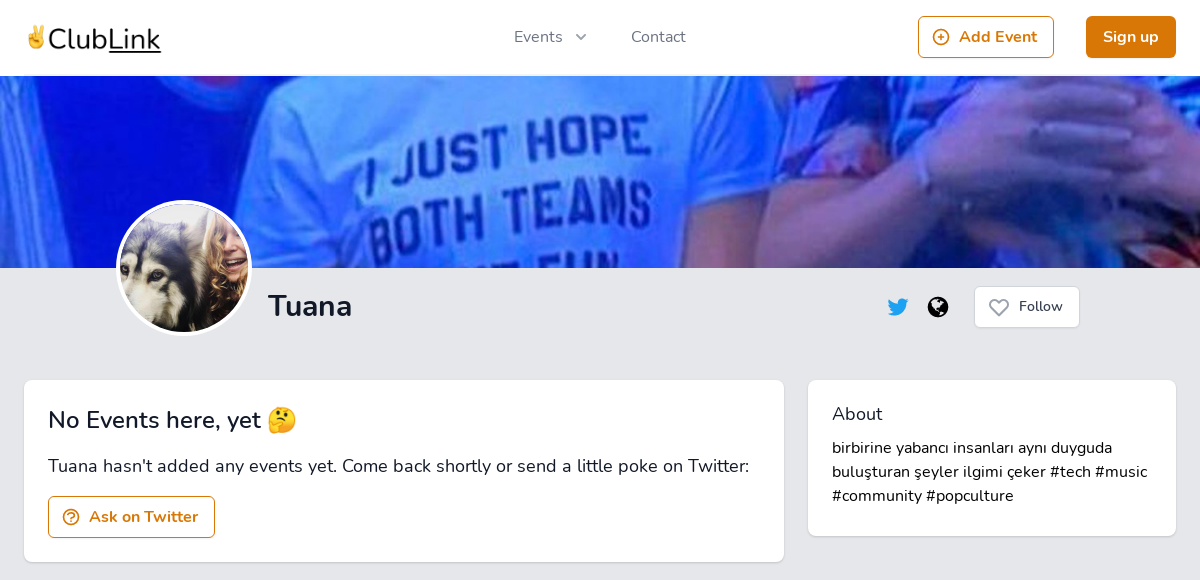 ✌️ClubLink
Events
Contact
Add Event
Sign up
I JUST HOPE
BOTH TEAMS
FUN
Tuana
Follow
No Events here, yet 🤔
Tuana hasn't added any events yet. Come back shortly or send a little poke on Twitter:
Ask on Twitter
About
birbirine yabancı insanları aynı duyguda
buluşturan şeyler ilgimi çeker #tech #music
#community #popculture